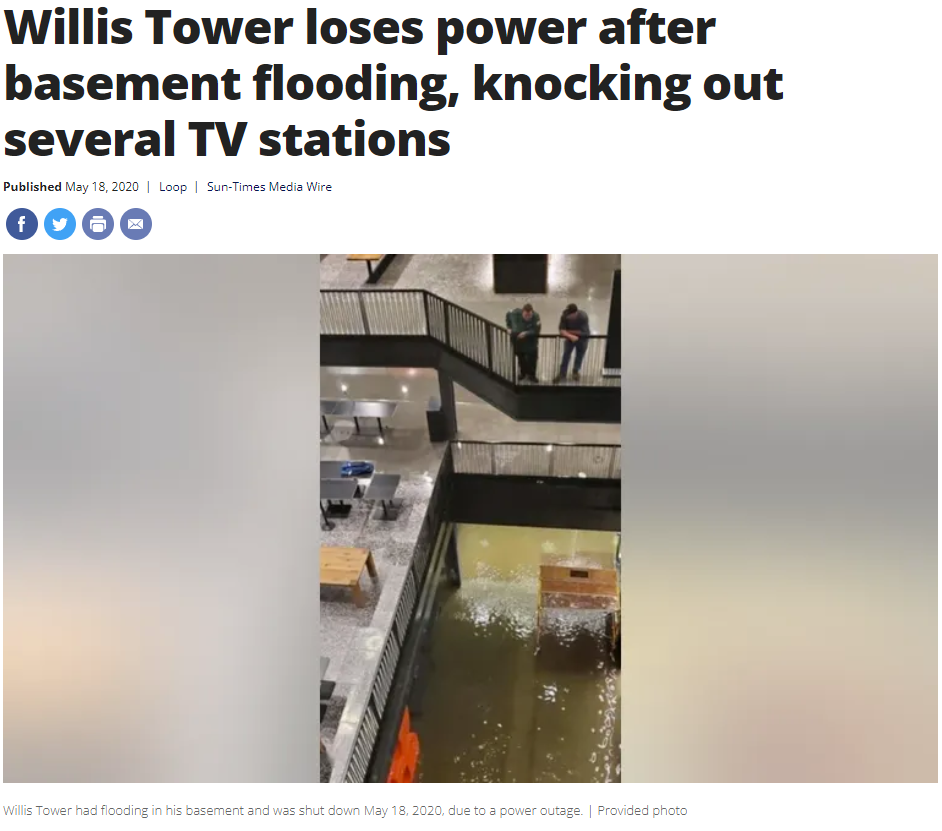 Willis Tower loses power after
basement flooding, knocking out
several TV stations
Published May 18, 2020 | Loop | Sun-Times Media Wire
Willis Tower had flooding in his basement and was shut down May 18, 2020, due to a power outage. | Provided photo